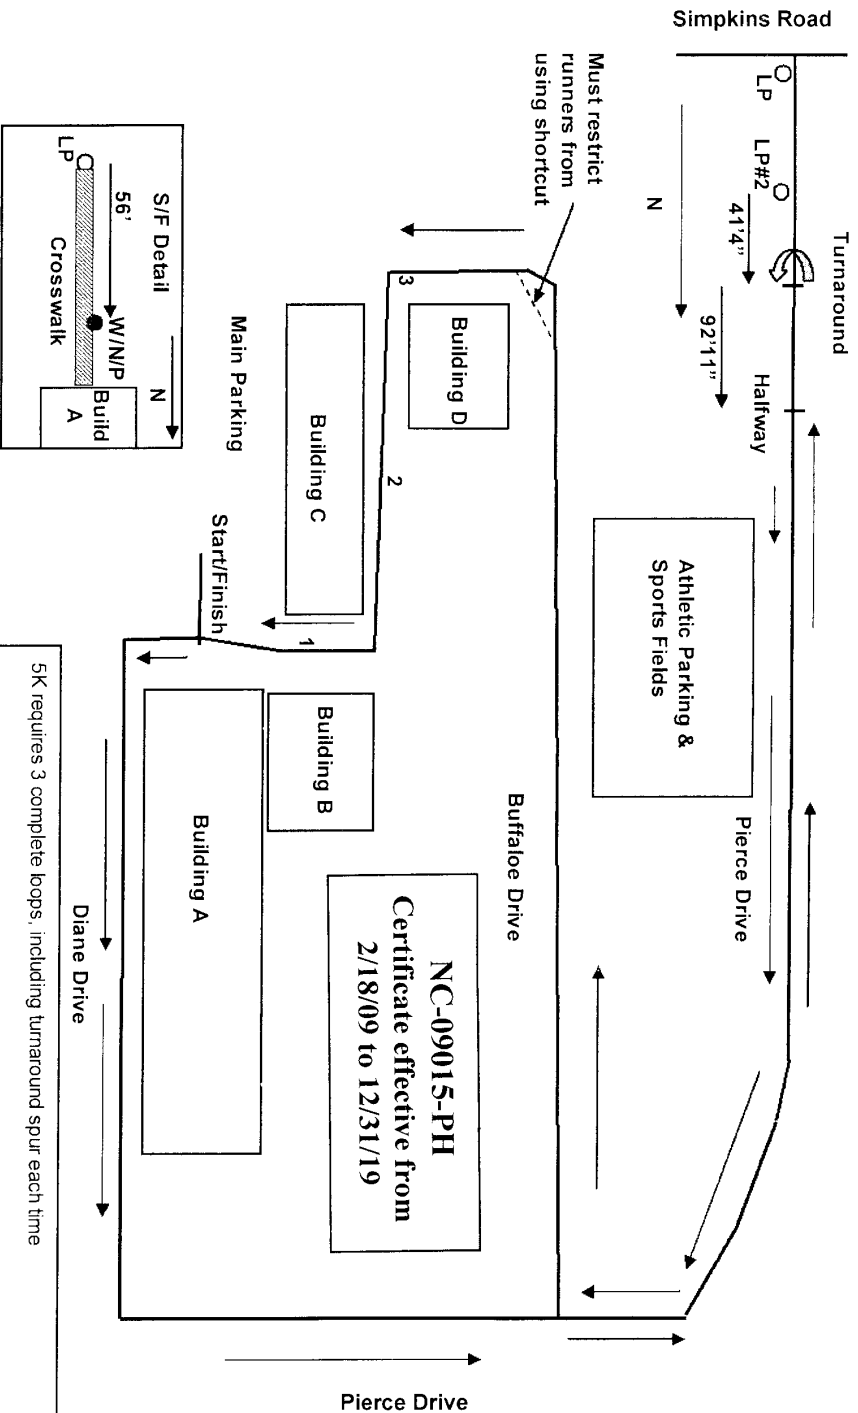 Simpkins Road
LP
LP#2
41'4"
Turnaround
92'11"
Halfway
N
Must restrict
runners from
using shortcut
Athletic Parking &
Sports Fields
Pierce Drive
Buffaloe Drive
3
Building D
2
Building C
Main Parking
1
Start/Finish
Building B
Building A
Diane Drive
Pierce Drive
NC-09015-PH
Certificate effective from
2/18/09 to 12/31/19
S/F Detail
N
56'
W/N/P
LP
Crosswalk
Build
A
5K requires 3 complete loops, including turnaround spur each time